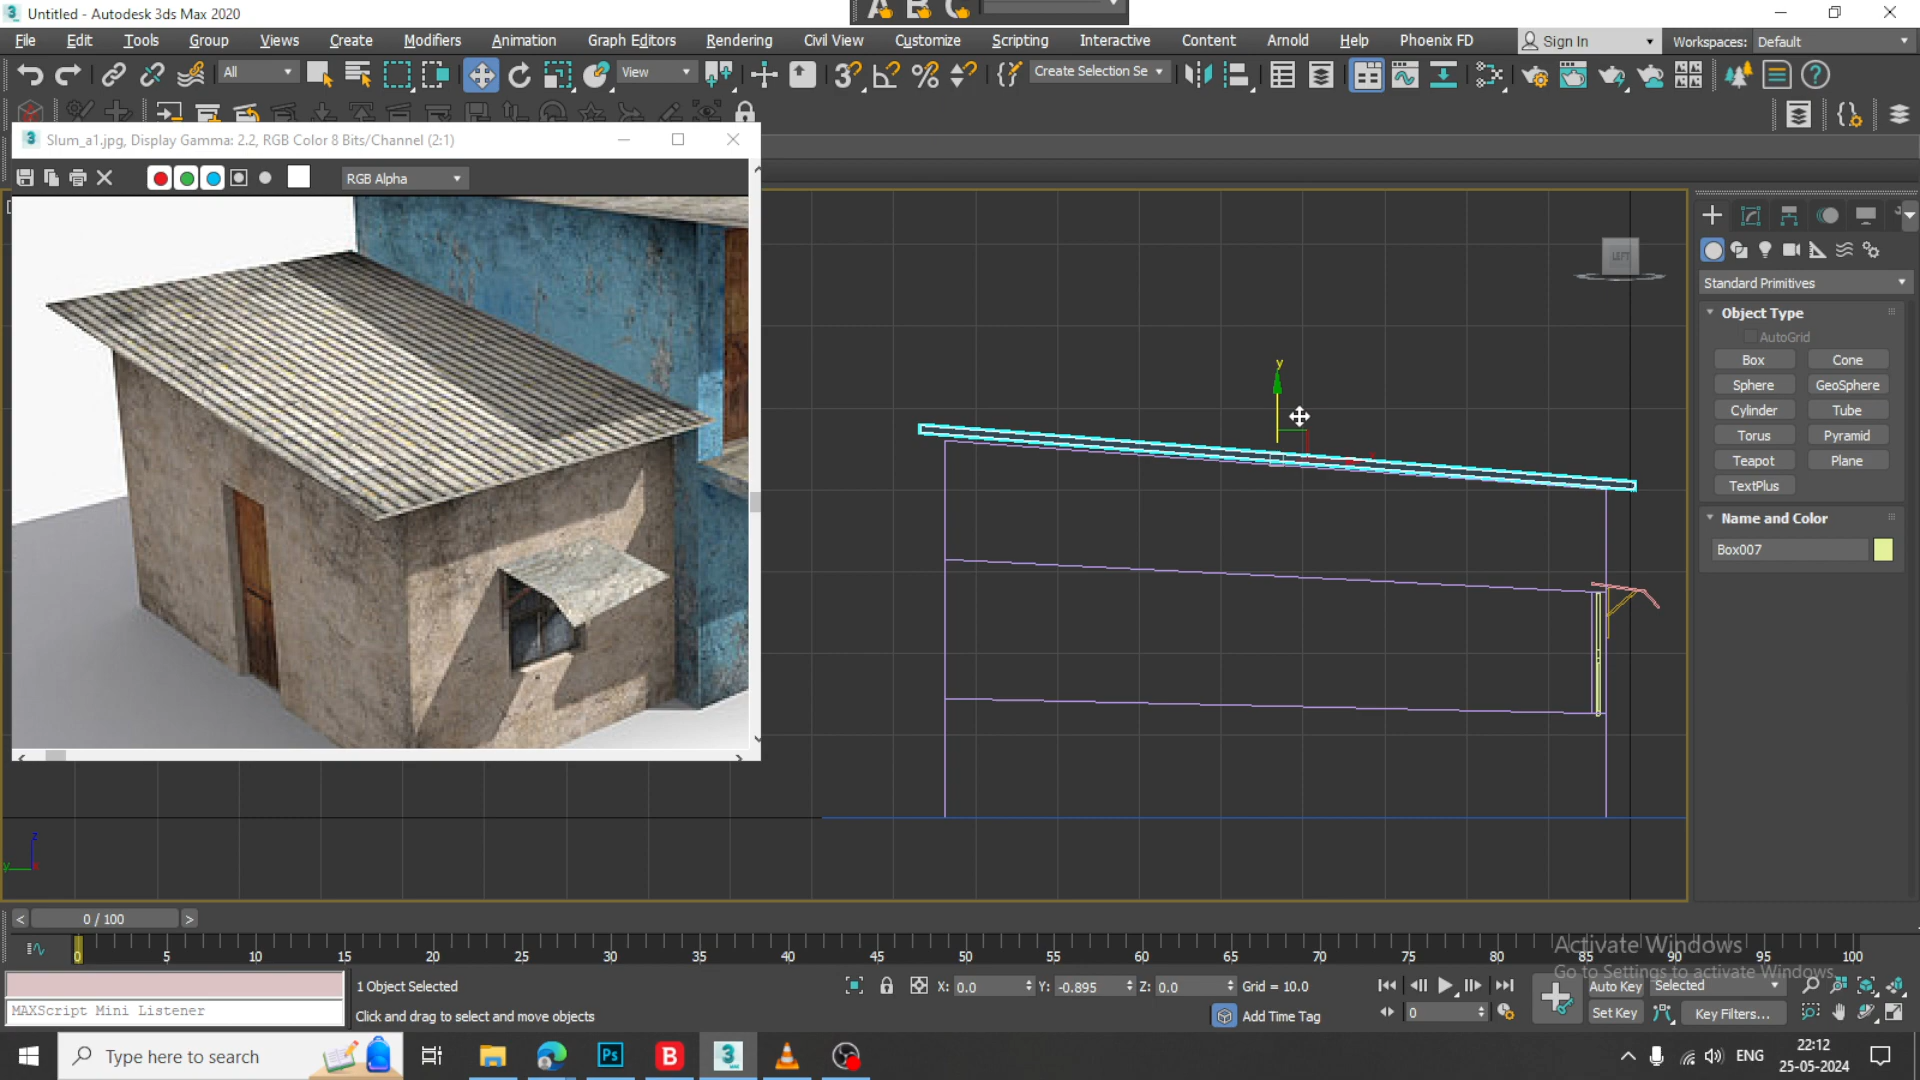 Untitled - Autodesk 3ds Max 2020
File Edit Tools Group Views Create Modifiers Animation Graph Editors Rendering Civil View Customize Scripting Interactive Content Arnold Help Phoenix FD
Sign In Workspaces: Default
All View Create Selection Se
Slum_a1.jpg, Display Gamma: 2.2, RGB Color 8 Bits/Channel (2:1)
RGB Alpha
LEFT
Standard Primitives
Object Type
AutoGrid
Box Cone
Sphere GeoSphere
Cylinder Tube
Torus Pyramid
Teapot Plane
TextPlus
Name and Color
Box007
y
x
z
y
x
< 0 / 100 >
0 5 10 15 20 25 30 35 40 45 50 55 60 65 70 75 80 85 90 95 100
Activate Windows
Go to Settings to activate Windows.
1 Object Selected
X: 0.0 Y: -0.895 Z: 0.0 Grid = 10.0
Auto Key Selected
MAXScript Mini Listener
Click and drag to select and move objects
Add Time Tag
0
Set Key Key Filters...
Type here to search
Ps
B
3
ENG
22:12
25-05-2024